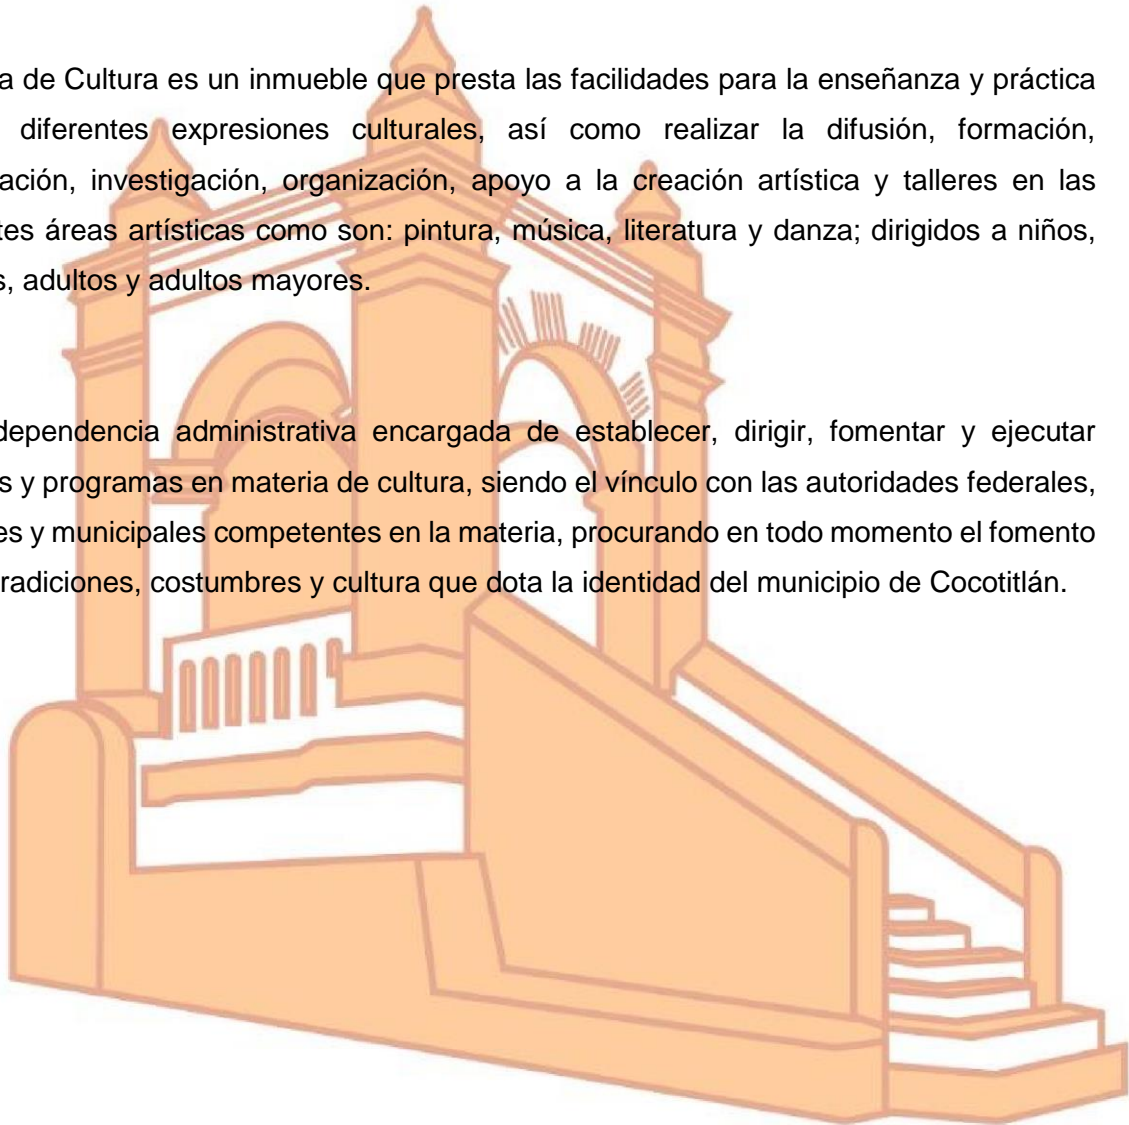 a de Cultura es un inmueble que presta las facilidades para la enseñanza y práctica
diferentes expresiones culturales, así como realizar la difusión, formación,
ación, investigación, organización, apoyo a la creación artística y talleres en las
tes áreas artísticas como son: pintura, música, literatura y danza; dirigidos a niños,
s, adultos y adultos mayores.
dependencia administrativa encargada de establecer, dirigir, fomentar y ejecutar
s y programas en materia de cultura, siendo el vínculo con las autoridades federales,
es y municipales competentes en la materia, procurando en todo momento el fomento
radiciones, costumbres y cultura que dota la identidad del municipio de Cocotitlán.